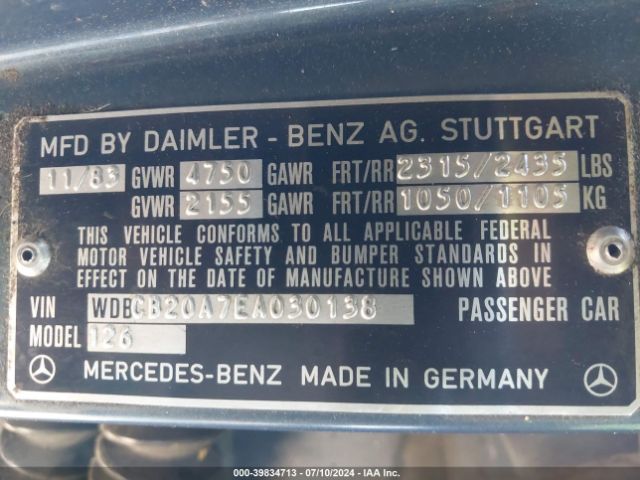 MFD BY DAIMLER - BENZ AG. STUTTGART
11/83 GVWR 4750 GAWR FRT/RR 2315/2435 LBS
GVWR 2155 GAWR FRT/RR 1050/1105 KG
THIS VEHICLE CONFORMS TO ALL APPLICABLE FEDERAL
MOTOR VEHICLE SAFETY AND BUMPER STANDARDS IN
EFFECT ON THE DATE OF MANUFACTURE SHOWN ABOVE
VIN WDBCB20A7EA030138 PASSENGER CAR
MODEL 126
MERCEDES-BENZ MADE IN GERMANY
000-39834713 - 07/10/2024 - IAA Inc.